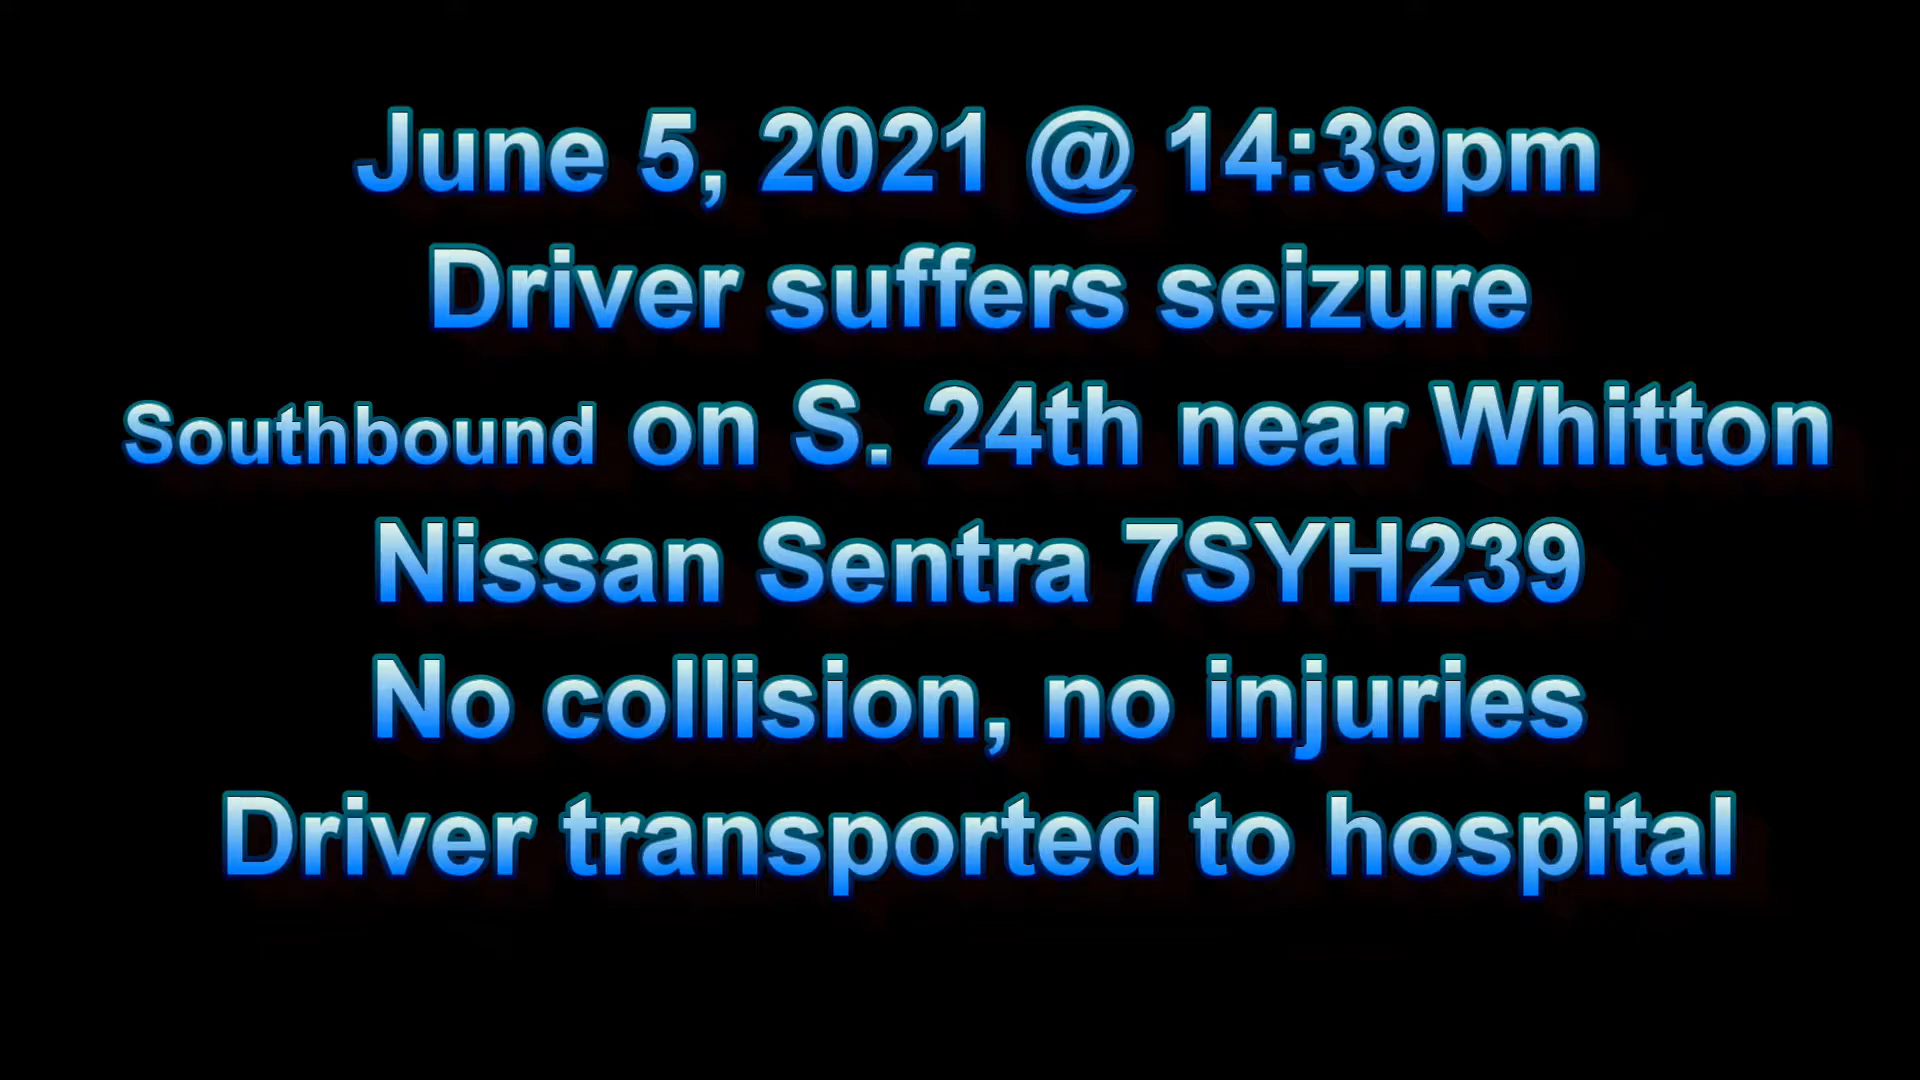 June 5, 2021 @ 14:39pm
Driver suffers seizure
Southbound on S. 24th near Whitton
Nissan Sentra 7SYH239
No collision, no injuries
Driver transported to hospital